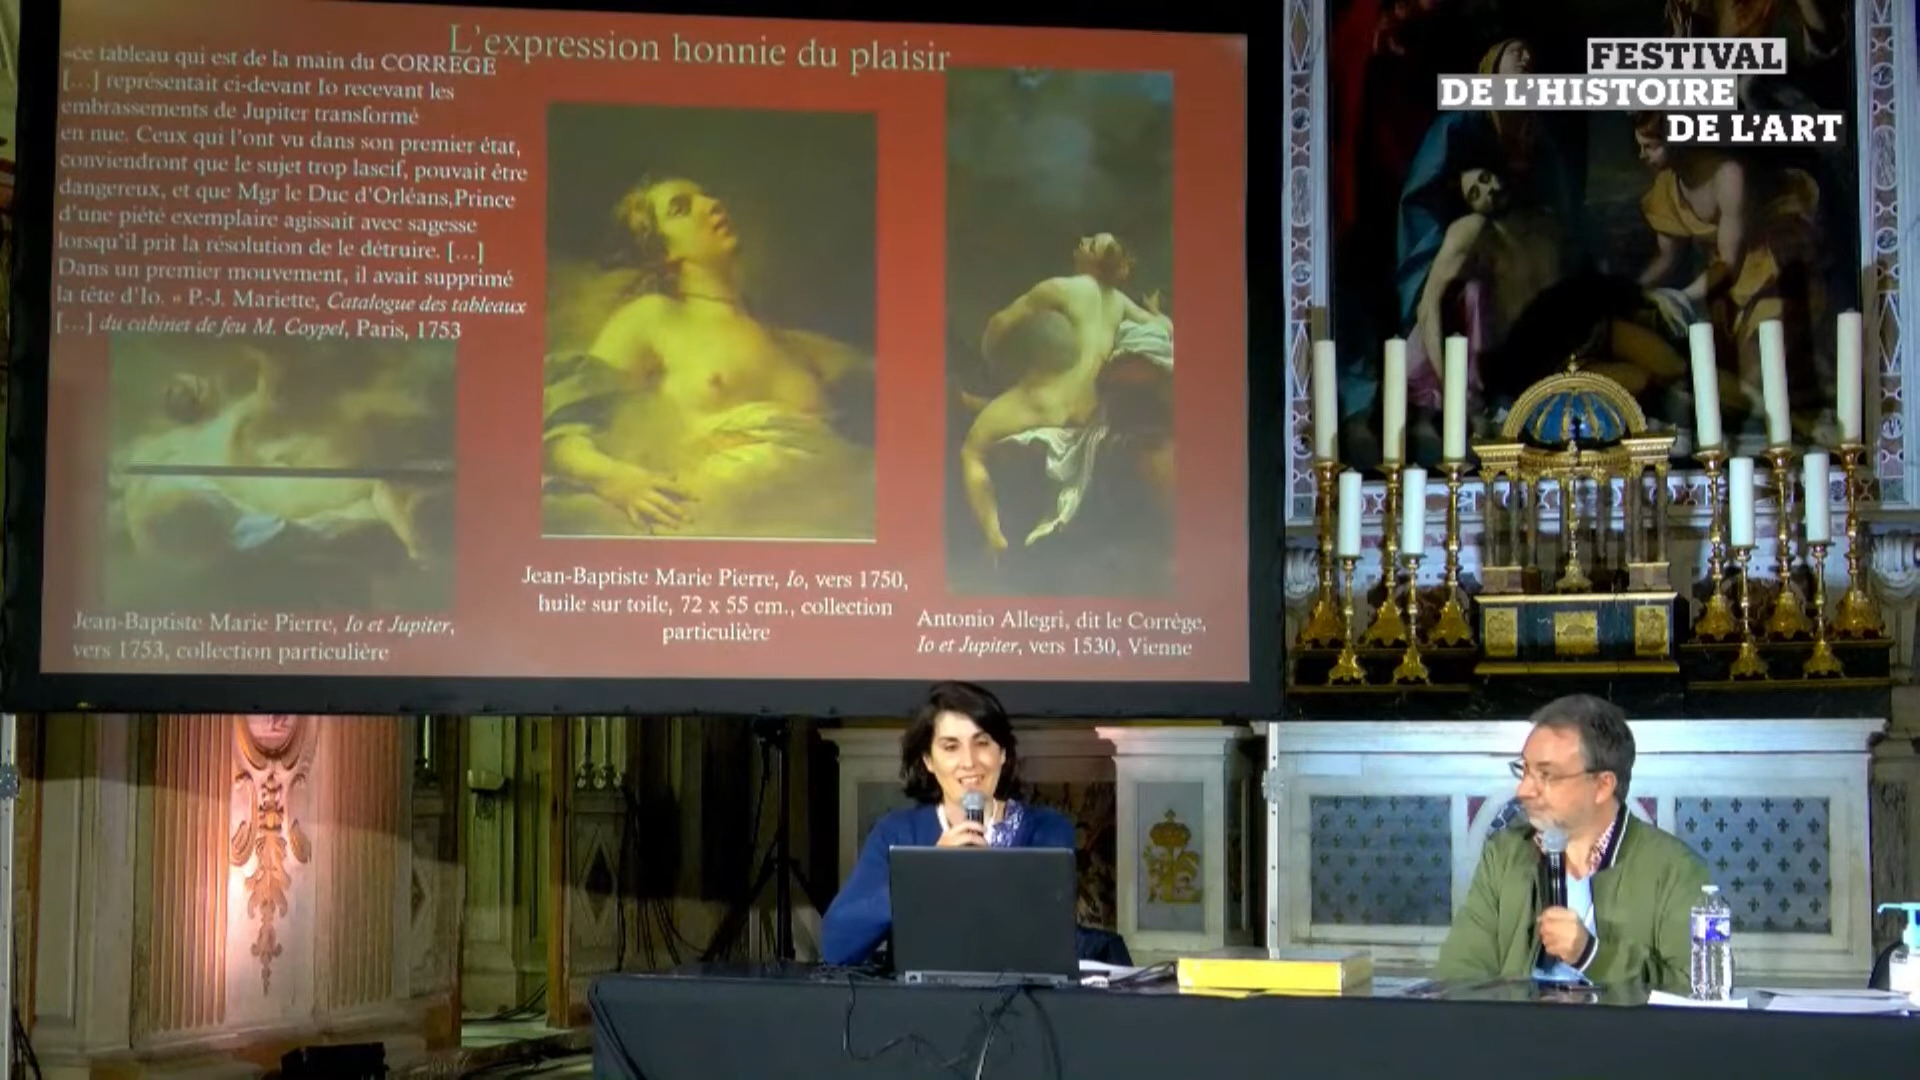 L'expression honnie du plaisir
«ce tableau qui est de la main du CORRÈGE
[…] représentait ci-devant Io recevant les
embrassements de Jupiter transformé
en nue. Ceux qui l'ont vu dans son premier état,
conviendront que le sujet trop lascif, pouvait être
dangereux, et que Mgr le Duc d'Orléans,Prince
d'une piété exemplaire agissait avec sagesse
lorsqu'il prit la résolution de le détruire. […]
Dans un premier mouvement, il avait supprimé
la tête d'Io. » P.-J. Mariette, Catalogue des tableaux
[…] du cabinet de feu M. Coypel, Paris, 1753
Jean-Baptiste Marie Pierre, Io et Jupiter,
vers 1753, collection particulière
Jean-Baptiste Marie Pierre, Io, vers 1750,
huile sur toile, 72 x 55 cm., collection
particulière
Antonio Allegri, dit le Corrège,
Io et Jupiter, vers 1530, Vienne
FESTIVAL
DE L'HISTOIRE
DE L'ART